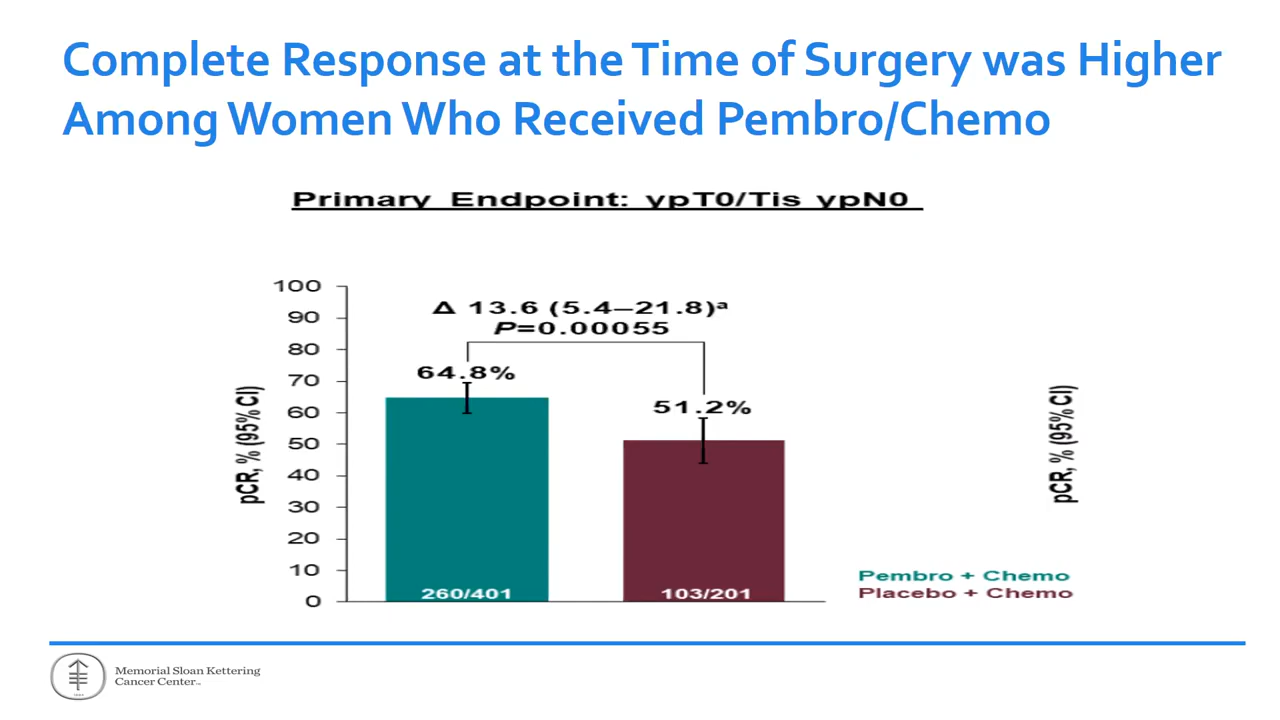 Complete Response at the Time of Surgery was Higher
Among Women Who Received Pembro/Chemo
Primary Endpoint: ypT0/Tis ypN0
pCR, % (95% CI)
100
90
80
70
60
50
40
30
20
10
0
Δ 13.6 (5.4–21.8)ᵃ
P=0.00055
64.8%
51.2%
260/401
103/201
pCR, % (95% CI)
Pembro + Chemo
Placebo + Chemo
Memorial Sloan Kettering
Cancer Center